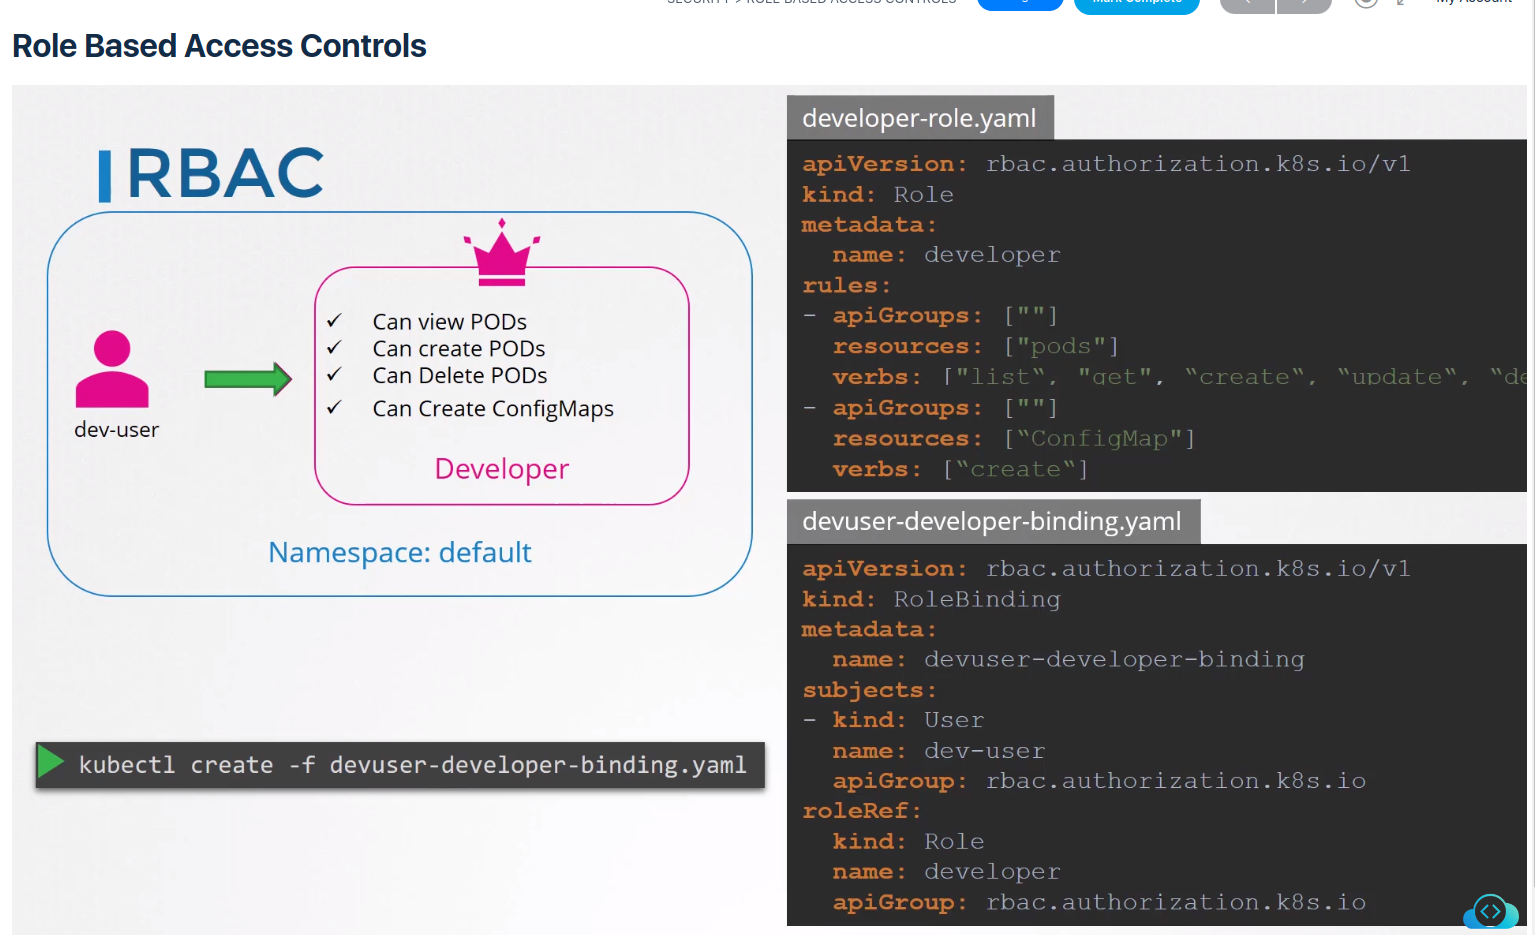 Role Based Access Controls
RBAC
Can view PODs
Can create PODs
Can Delete PODs
Can Create ConfigMaps
dev-user
Developer
Namespace: default
kubectl create -f devuser-developer-binding.yaml
developer-role.yaml
apiVersion: rbac.authorization.k8s.io/v1
kind: Role
metadata:
name: developer
rules:
- apiGroups: [""]
resources: ["pods"]
verbs: ["list“, "get", “create“, “update“,
- apiGroups: [""]
resources: [“ConfigMap"]
verbs: [“create“]
devuser-developer-binding.yaml
apiVersion: rbac.authorization.k8s.io/v1
kind: RoleBinding
metadata:
name: devuser-developer-binding
subjects:
- kind: User
name: dev-user
apiGroup: rbac.authorization.k8s.io
roleRef:
kind: Role
name: developer
apiGroup: rbac.authorization.k8s.io